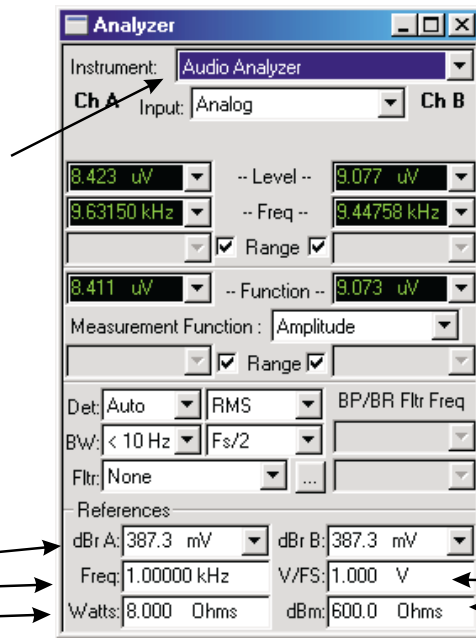 Analyzer
Instrument: Audio Analyzer
Ch A Input: Analog Ch B
8.423 uV -- Level -- 9.077 uV
9.63150 kHz -- Freq -- 9.44758 kHz
Range
8.411 uV -- Function -- 9.073 uV
Measurement Function : Amplitude
Range
Det: Auto RMS BP/BR Fltr Freq
BW: < 10 Hz Fs/2
Fltr: None ...
References
dBr A: 387.3 mV dBr B: 387.3 mV
Freq: 1.00000 kHz V/FS: 1.000 V
Watts: 8.000 Ohms dBm: 600.0 Ohms